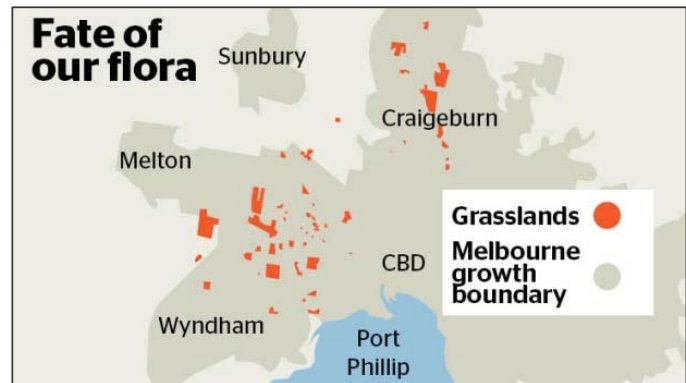 Fate of
our flora
Sunbury
Craigeburn
Melton
Grasslands
Melbourne
growth
boundary
CBD
Wyndham
Port
Phillip